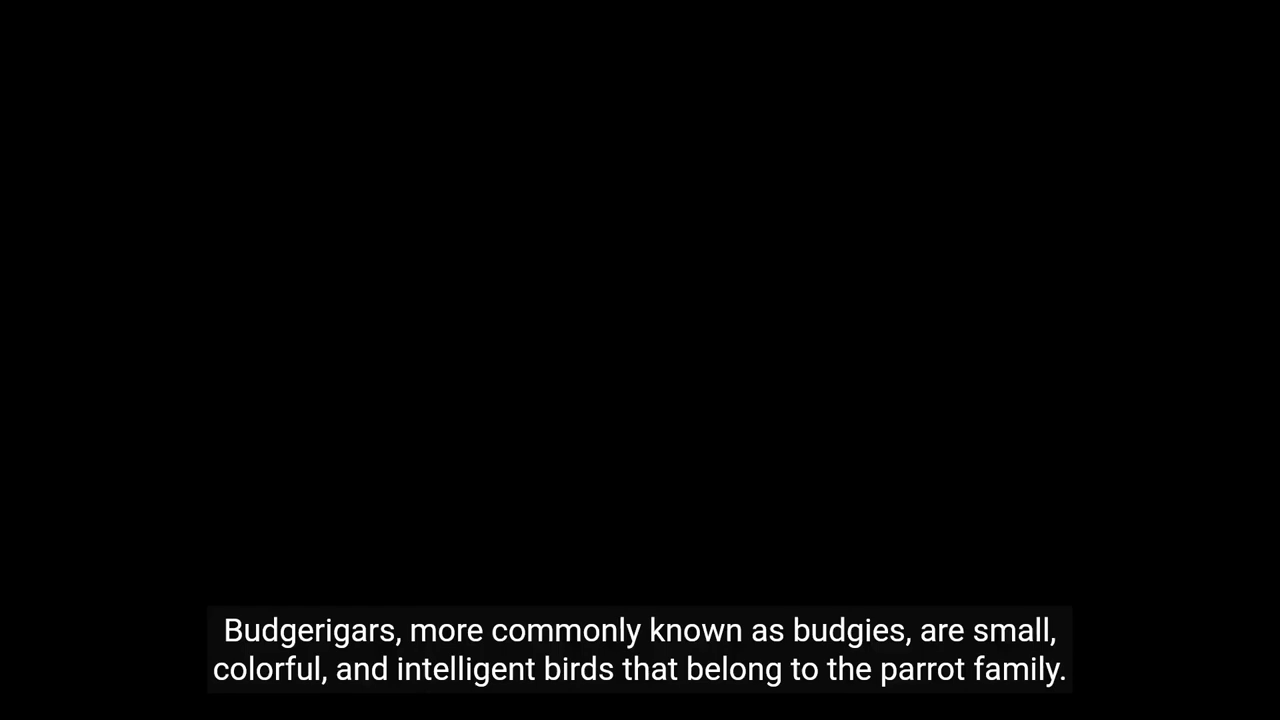 Budgerigars, more commonly known as budgies, are small,
colorful, and intelligent birds that belong to the parrot family.